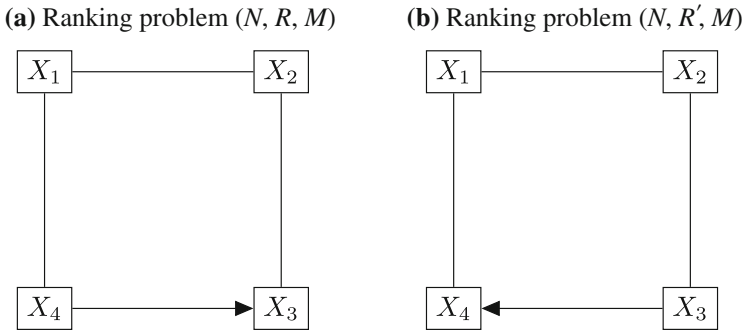 (a) Ranking problem (N, R, M)
(b) Ranking problem (N, R′, M)
X₁
X₂
X₁
X₂
X₄
X₃
X₄
X₃